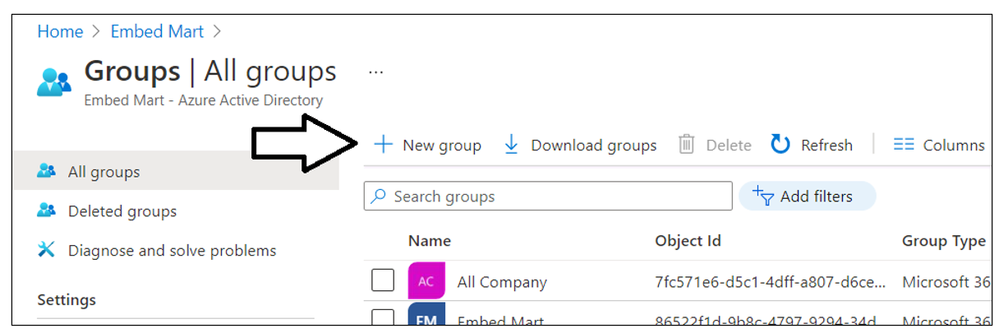 Home > Embed Mart >
Groups | All groups ...
Embed Mart - Azure Active Directory
+ New group Download groups Delete Refresh Columns
All groups
Deleted groups
Diagnose and solve problems
Settings
Search groups
Add filters
Name Object Id Group Type
AC All Company 7fc571e6-d5c1-4dff-a807-d6ce... Microsoft 36
EM Embed Mart 86522f1d-9b8c-4797-9294-34d Microsoft 36